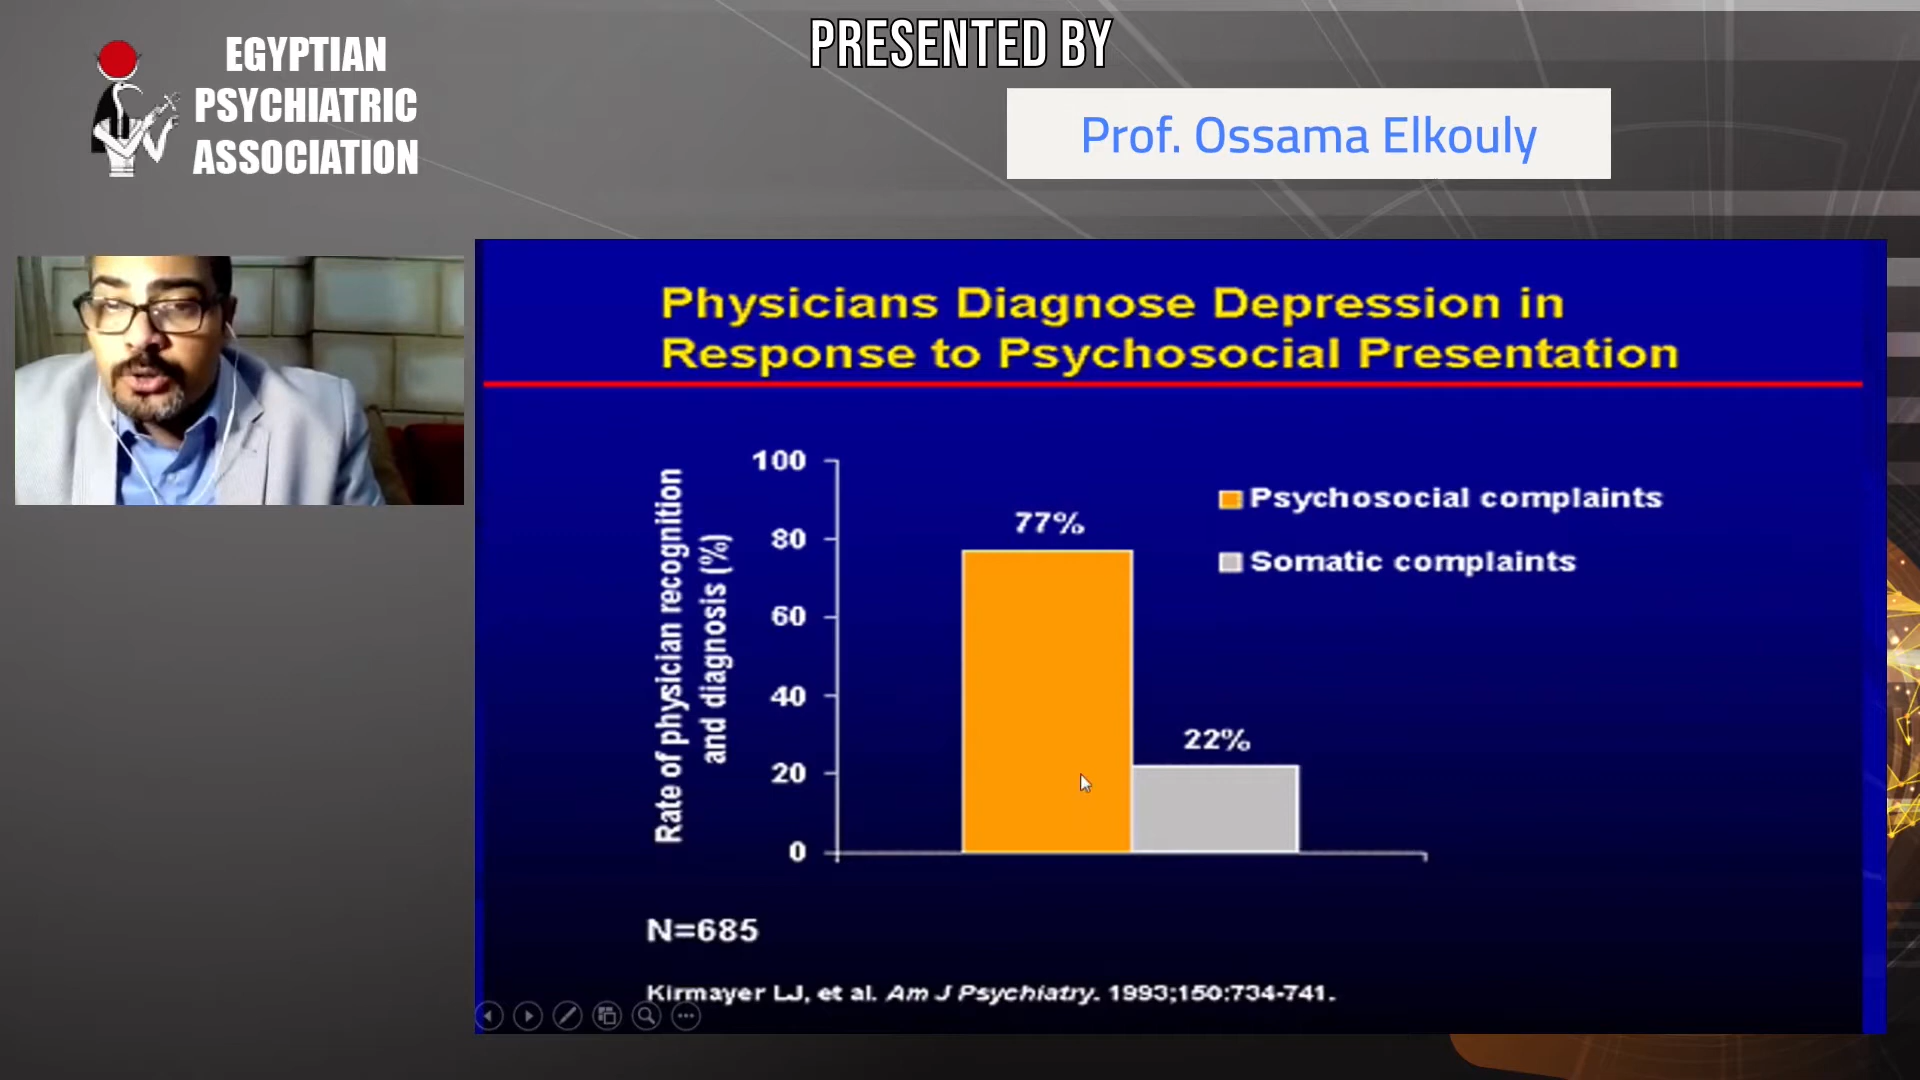 EGYPTIAN
PSYCHIATRIC
ASSOCIATION
PRESENTED BY
Prof. Ossama Elkouly
Physicians Diagnose Depression in
Response to Psychosocial Presentation
Rate of physician recognition
and diagnosis (%)
100
80
60
40
20
0
77%
22%
Psychosocial complaints
Somatic complaints
N=685
Kirmayer LJ, et al. Am J Psychiatry. 1993;150:734-741.